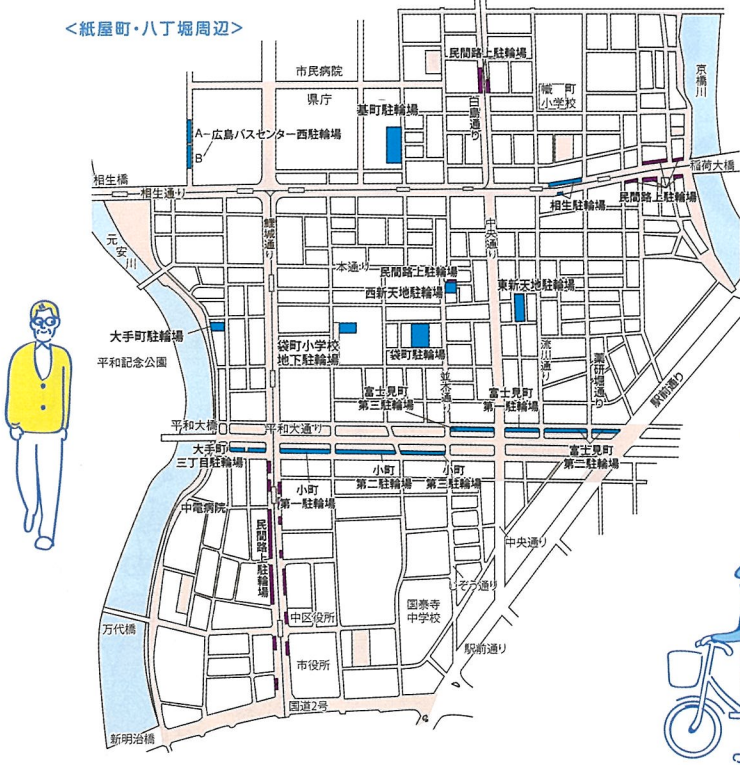 ＜紙屋町・八丁堀周辺＞
民間路上駐輪場
市民病院
京橋川
幟町
小学校
県庁
白島通り
基町駐輪場
A
広島バスセンター西駐輪場
B
稲荷大橋
相生橋
相生通り
相生駐輪場
民間路上駐輪場
元安川
鯉城通り
中央通り
本通り
民間路上駐輪場
西新天地駐輪場
東新天地駐輪場
大手町駐輪場
袋町小学校
地下駐輪場
袋町駐輪場
流川通り
薬研堀通り
平和記念公園
並木通り
駅前通り
富士見町
第三駐輪場
富士見町
第一駐輪場
平和大橋
平和大通り
大手町
三丁目駐輪場
小町
第一駐輪場
小町
第二駐輪場
小町
第三駐輪場
富士見町
第二駐輪場
中電病院
民間路上駐輪場
中央通り
じぞう通り
国泰寺
中学校
中区役所
万代橋
駅前通り
市役所
国道2号
新明治橋